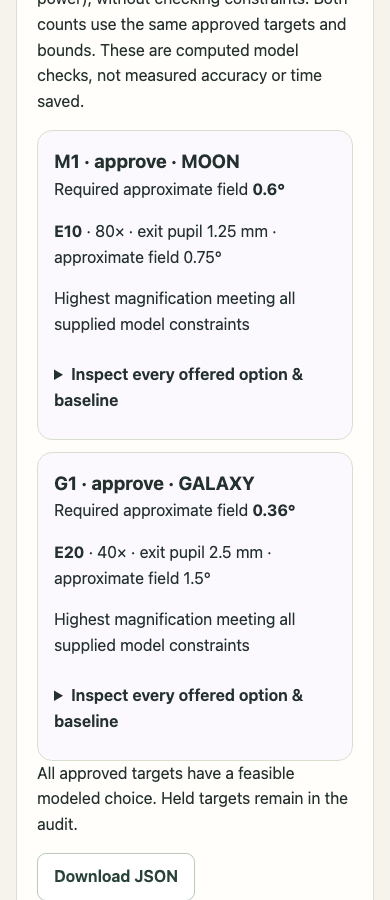 power), without checking constraints. Both
counts use the same approved targets and
bounds. These are computed model
checks, not measured accuracy or time
saved.
M1 · approve · MOON
Required approximate field 0.6°
E10 · 80× · exit pupil 1.25 mm ·
approximate field 0.75°
Highest magnification meeting all
supplied model constraints
▶ Inspect every offered option &
baseline
G1 · approve · GALAXY
Required approximate field 0.36°
E20 · 40× · exit pupil 2.5 mm ·
approximate field 1.5°
Highest magnification meeting all
supplied model constraints
▶ Inspect every offered option &
baseline
All approved targets have a feasible
modeled choice. Held targets remain in the
audit.
Download JSON